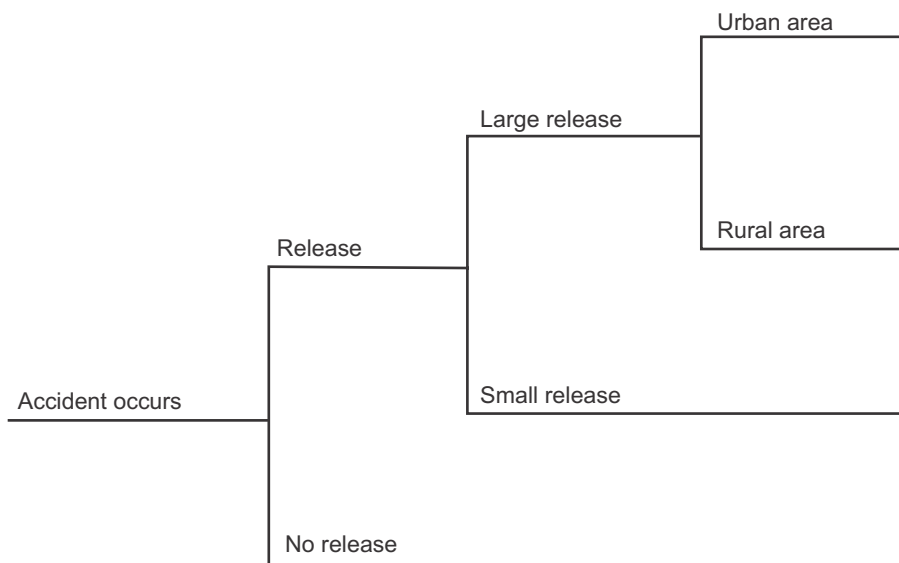 Urban area
Large release
Rural area
Release
Accident occurs
Small release
No release